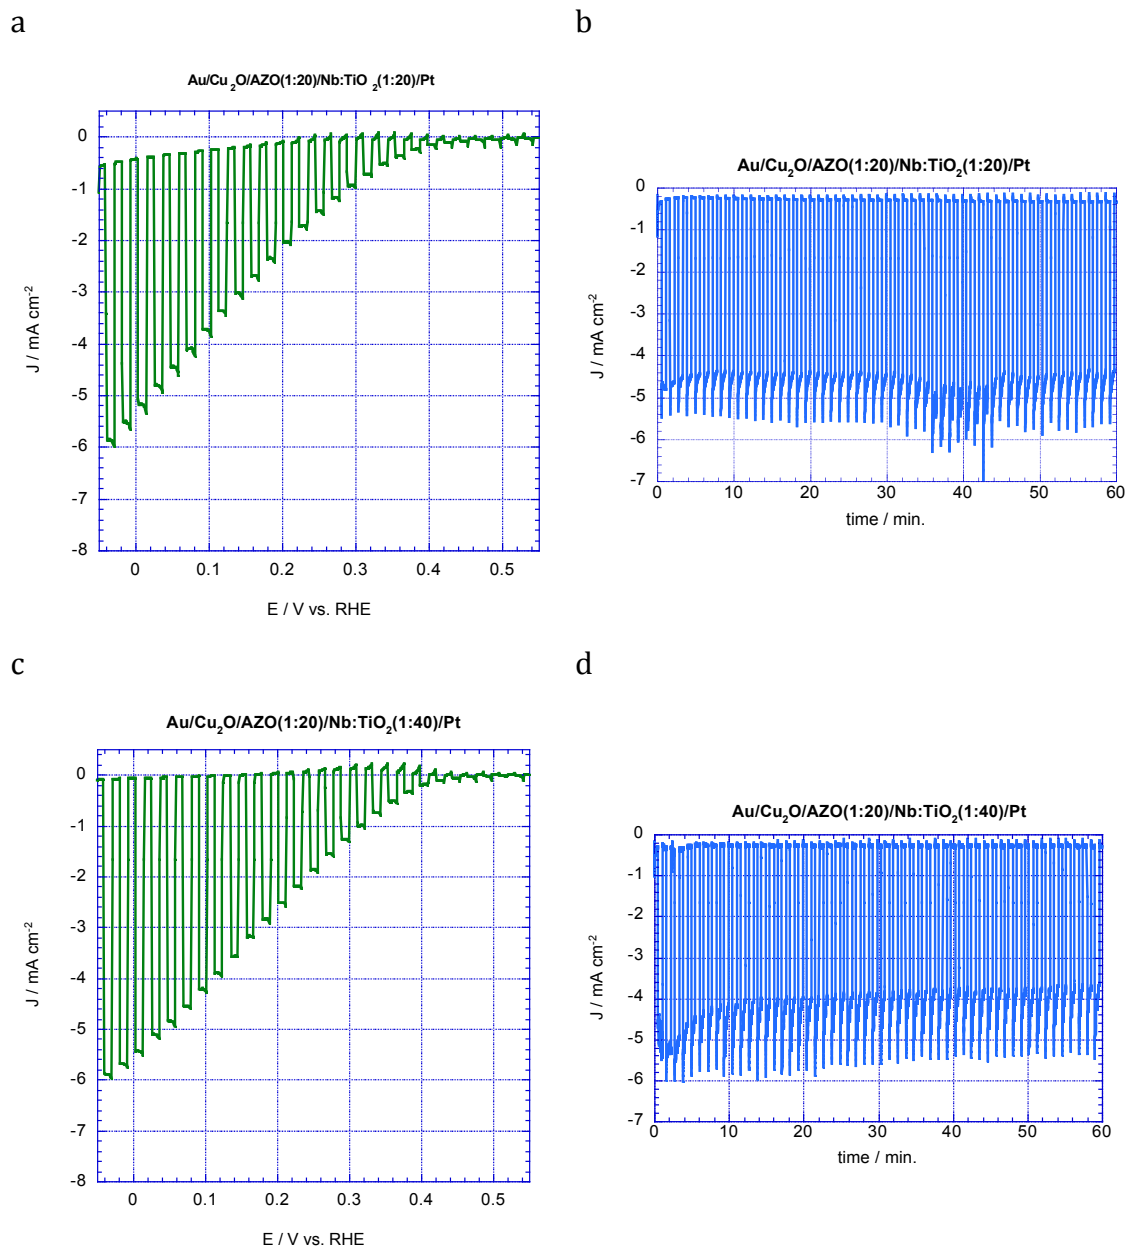 a
Au/Cu2O/AZO(1:20)/Nb:TiO2(1:20)/Pt
0
-1
-2
-3
-4
-5
-6
-7
-8
J / mA cm-2
0 0.1 0.2 0.3 0.4 0.5
E / V vs. RHE
b
Au/Cu2O/AZO(1:20)/Nb:TiO2(1:20)/Pt
0
-1
-2
-3
-4
-5
-6
-7
J / mA cm-2
0 10 20 30 40 50 60
time / min.
c
Au/Cu2O/AZO(1:20)/Nb:TiO2(1:40)/Pt
0
-1
-2
-3
-4
-5
-6
-7
-8
J / mA cm-2
0 0.1 0.2 0.3 0.4 0.5
E / V vs. RHE
d
Au/Cu2O/AZO(1:20)/Nb:TiO2(1:40)/Pt
0
-1
-2
-3
-4
-5
-6
-7
J / mA cm-2
0 10 20 30 40 50 60
time / min.